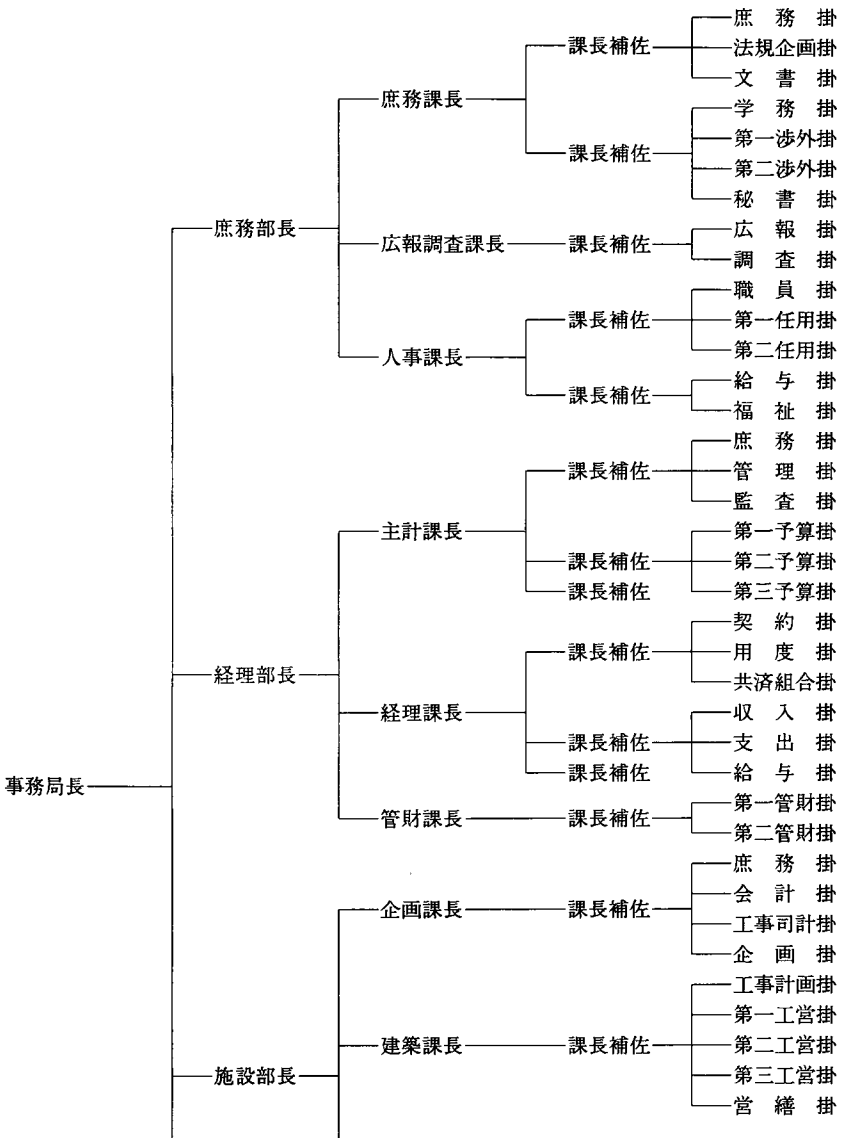 庶務掛
課長補佐 法規企画掛
文書掛
庶務課長 学務掛
第一渉外掛
課長補佐 第二渉外掛
秘書掛
庶務部長 広報掛
広報調査課長 課長補佐
調査掛
職員掛
課長補佐 第一任用掛
第二任用掛
人事課長
給与掛
課長補佐
福祉掛
庶務掛
課長補佐 管理掛
監査掛
主計課長 第一予算掛
課長補佐 第二予算掛
課長補佐 第三予算掛
契約掛
課長補佐 用度掛
経理部長 共済組合掛
経理課長 収入掛
課長補佐 支出掛
課長補佐 給与掛
事務局長
第一管財掛
管財課長 課長補佐
第二管財掛
庶務掛
会計掛
企画課長 課長補佐
工事司計掛
企画掛
工事計画掛
第一工営掛
建築課長 課長補佐 第二工営掛
施設部長 第三工営掛
営繕掛